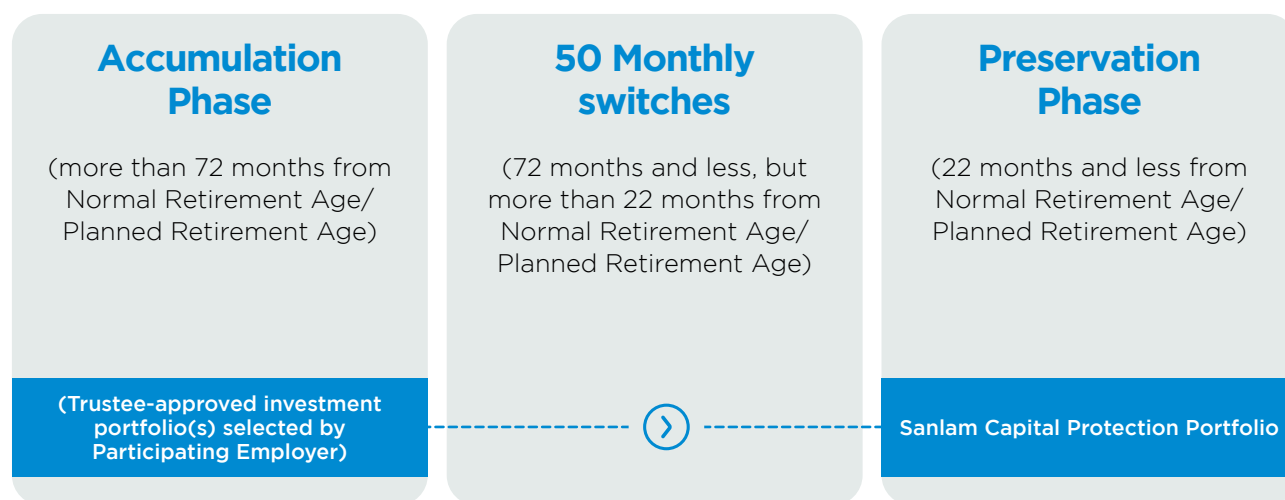 Accumulation
Phase
(more than 72 months from
Normal Retirement Age/
Planned Retirement Age)
(Trustee-approved investment
portfolio(s) selected by
Participating Employer)
50 Monthly
switches
(72 months and less, but
more than 22 months from
Normal Retirement Age/
Planned Retirement Age)
Preservation
Phase
(22 months and less from
Normal Retirement Age/
Planned Retirement Age)
Sanlam Capital Protection Portfolio